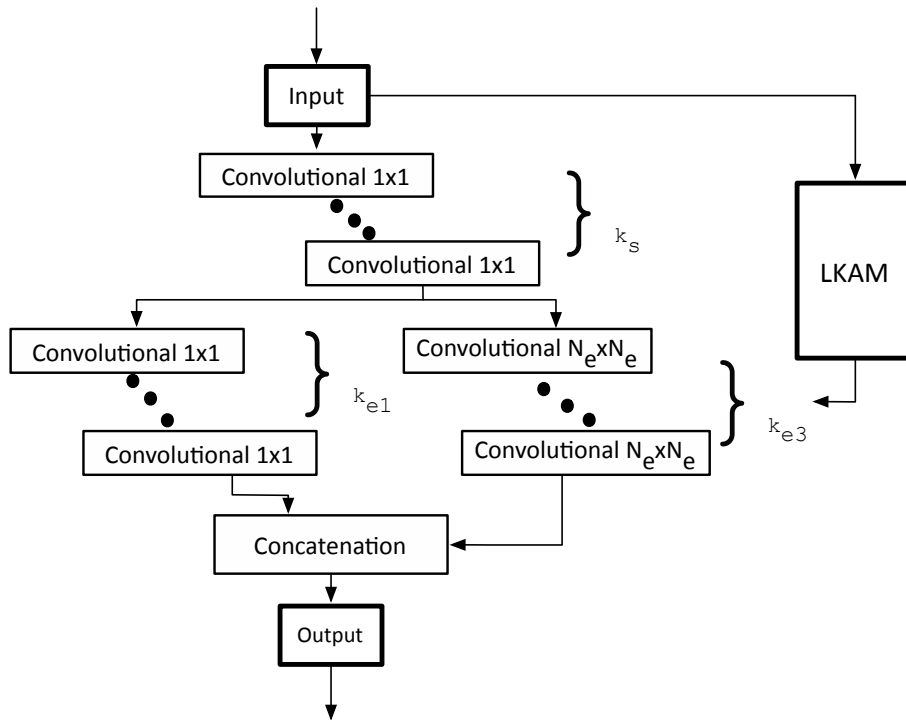 Input
Convolutional 1x1
k_s
Convolutional 1x1
LKAM
Convolutional 1x1
Convolutional N_exN_e
k_e1
k_e3
Convolutional 1x1
Convolutional N_exN_e
Concatenation
Output